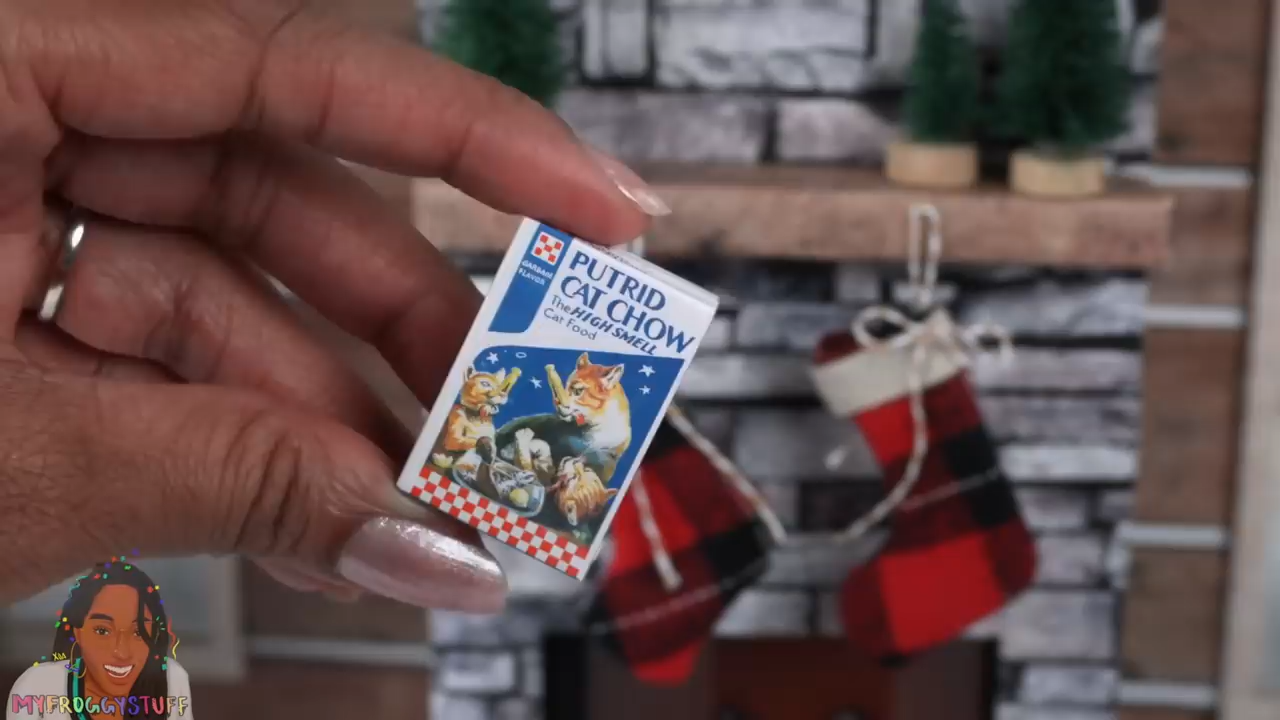 GARBAGE
FLAVOR
PUTRID
CAT CHOW
The HIGH SMELL
Cat Food
MYFROGGYSTUFF